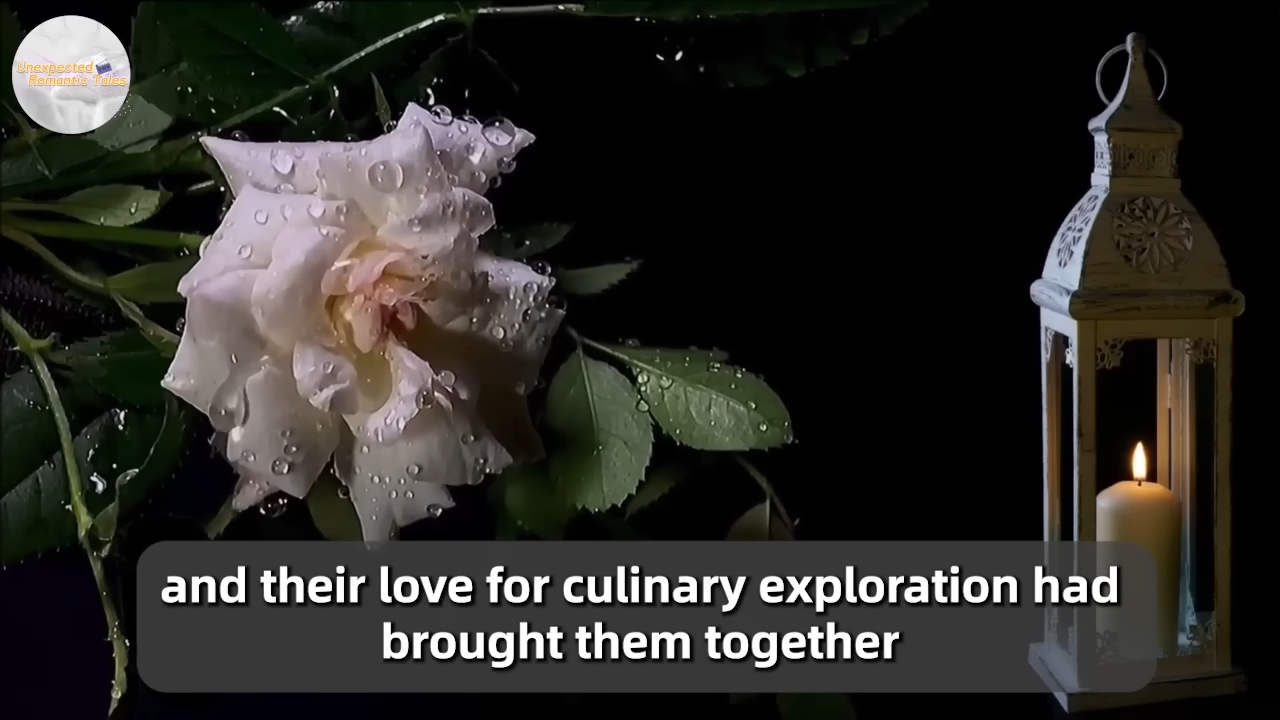 Unexpected
Romantic Tales
and their love for culinary exploration had
brought them together